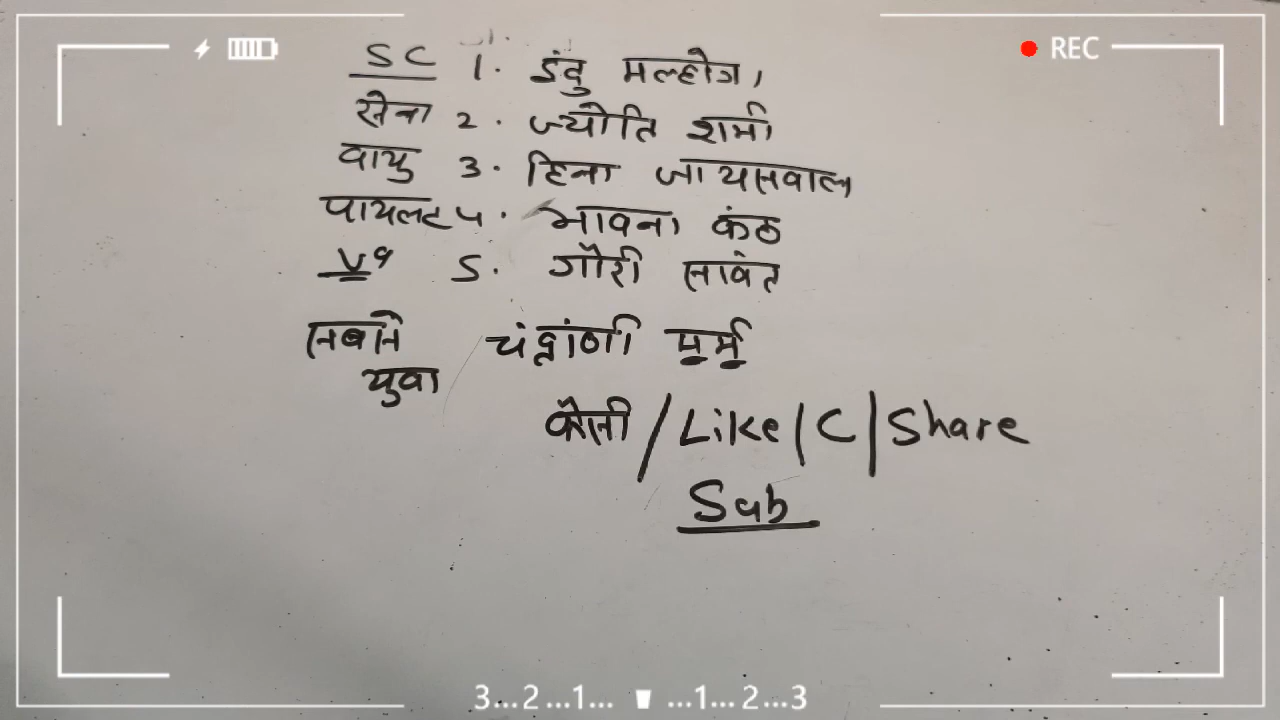 REC
SC 1. इंदु मल्होत्रा,
सेना 2. ज्योति शर्मा
वायु 3. हिना जायसवाल
पायलट 4. भावना कंठ
5. गौरी सावंत
सबसे चंद्रांणी मुर्मू
युवा
कैसी / Like / C / Share
Sub
3...2...1... ...1...2...3